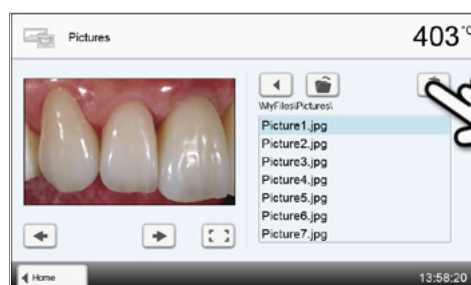 Pictures
403 °C
\MyFiles\Pictures\
Picture1.jpg
Picture2.jpg
Picture3.jpg
Picture4.jpg
Picture5.jpg
Picture6.jpg
Picture7.jpg
Home
13:58:20